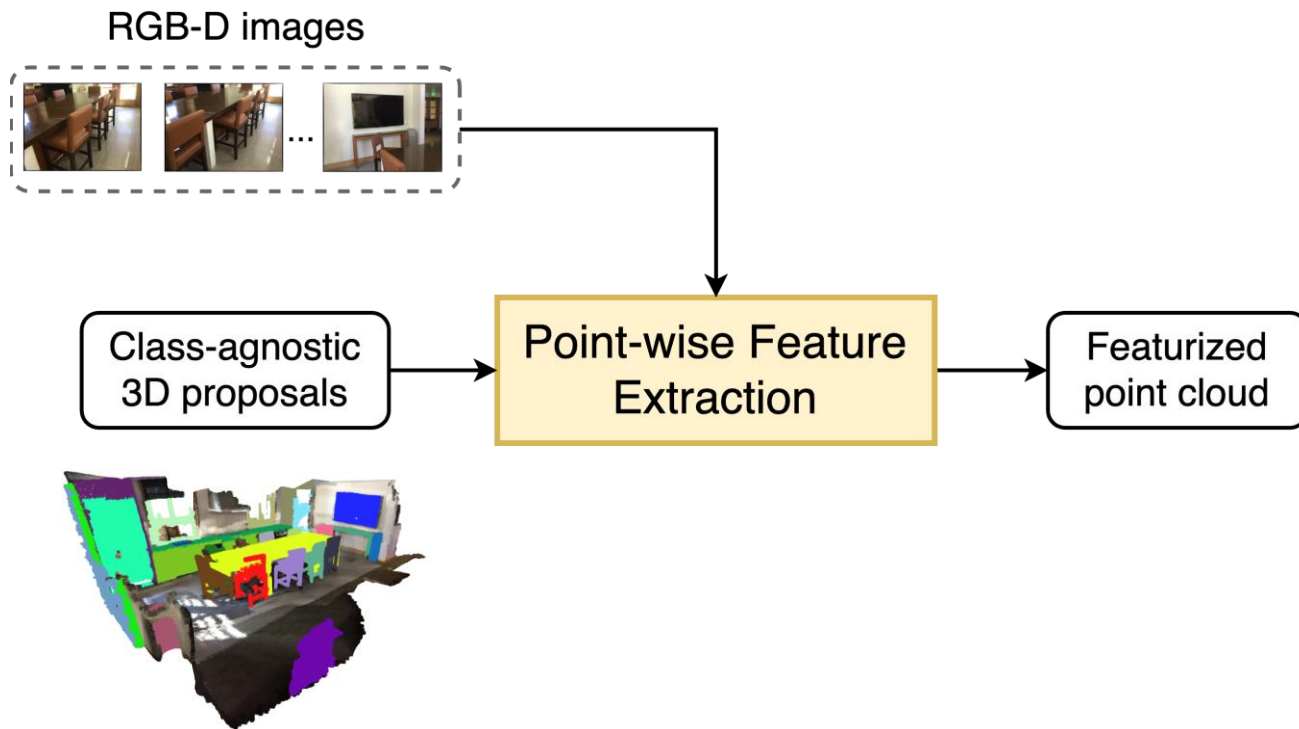 RGB-D images
...
Class-agnostic
3D proposals
Point-wise Feature
Extraction
Featurized
point cloud